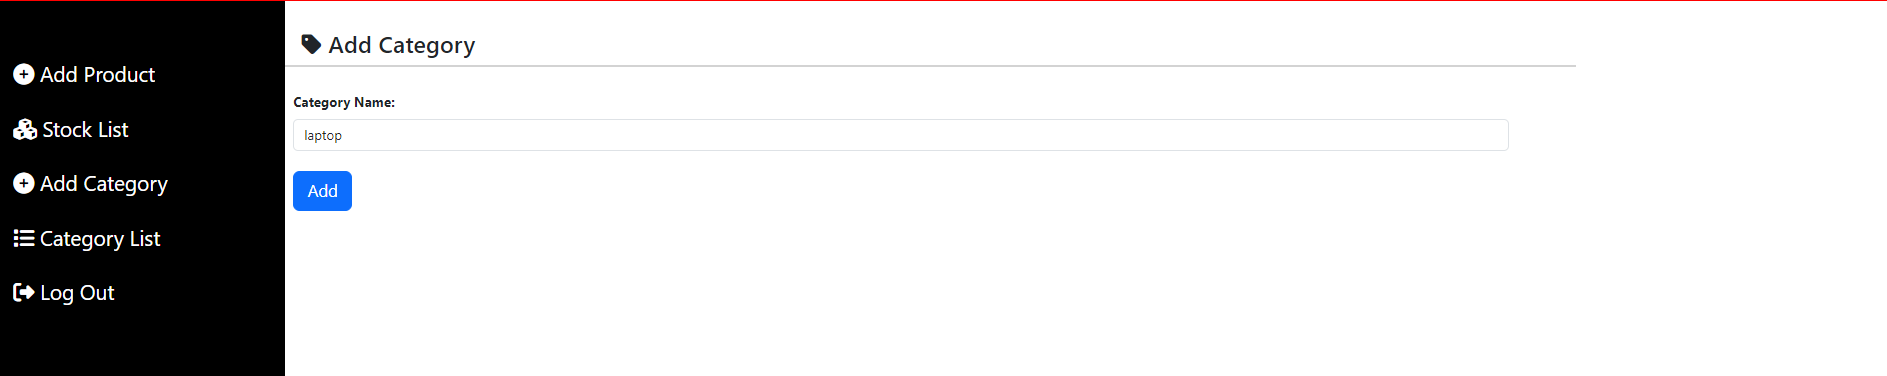 Add Product
Stock List
Add Category
Category List
Log Out
Add Category
Category Name:
laptop
Add